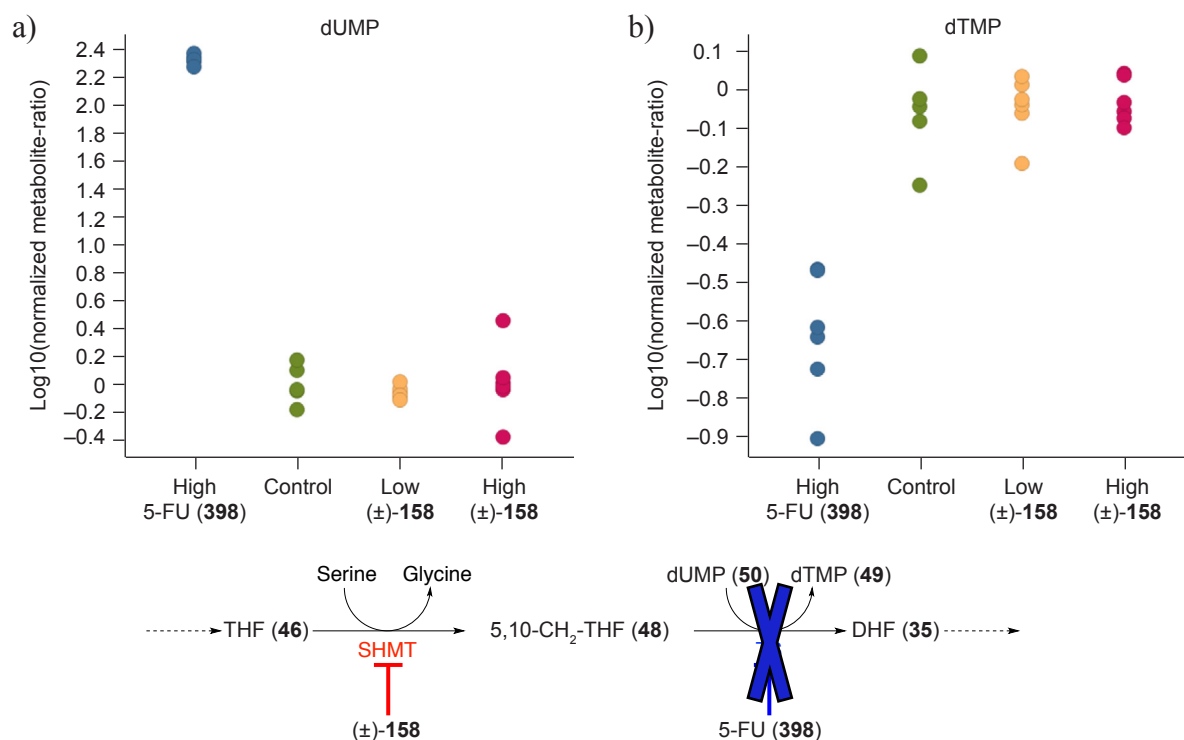 a)
dUMP
Log10(normalized metabolite-ratio)
2.4
2.2
2.0
1.8
1.6
1.4
1.2
1.0
0.8
0.6
0.4
0.2
0
–0.2
–0.4
High
5-FU (398)
Control
Low
(±)-158
High
(±)-158
b)
dTMP
Log10(normalized metabolite-ratio)
0.1
0
–0.1
–0.2
–0.3
–0.4
–0.5
–0.6
–0.7
–0.8
–0.9
High
5-FU (398)
Control
Low
(±)-158
High
(±)-158
Serine Glycine
dUMP (50) dTMP (49)
THF (46)
5,10-CH₂-THF (48)
DHF (35)
SHMT
(±)-158
5-FU (398)